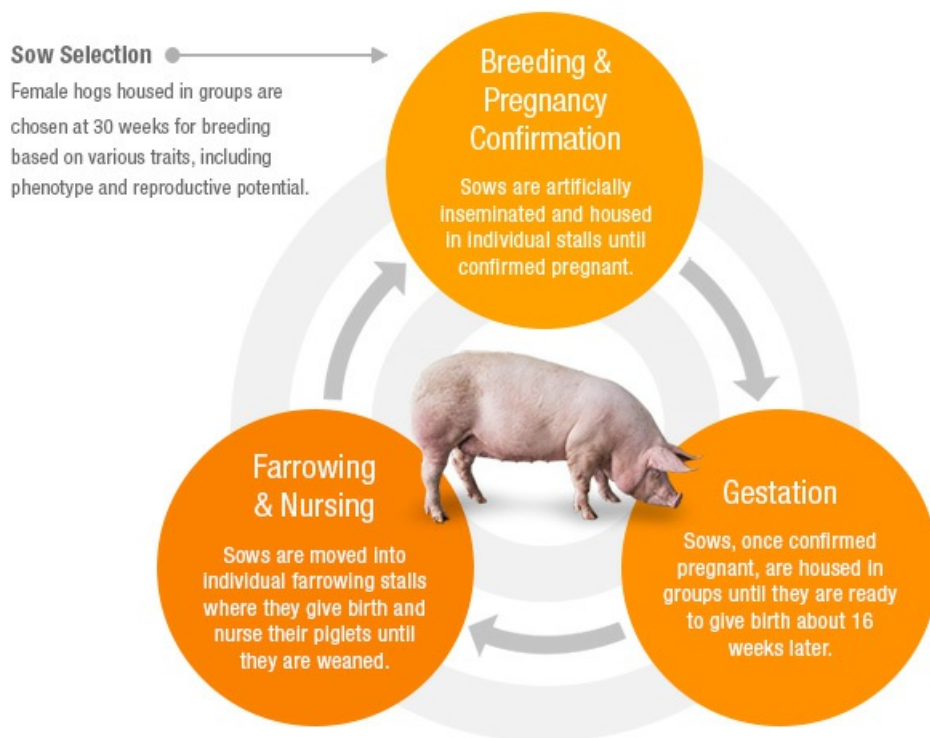 Sow Selection
Female hogs housed in groups are
chosen at 30 weeks for breeding
based on various traits, including
phenotype and reproductive potential.
Breeding &
Pregnancy
Confirmation
Sows are artificially
inseminated and housed
in individual stalls until
confirmed pregnant.
Gestation
Sows, once confirmed
pregnant, are housed in
groups until they are ready
to give birth about 16
weeks later.
Farrowing
& Nursing
Sows are moved into
individual farrowing stalls
where they give birth and
nurse their piglets until
they are weaned.